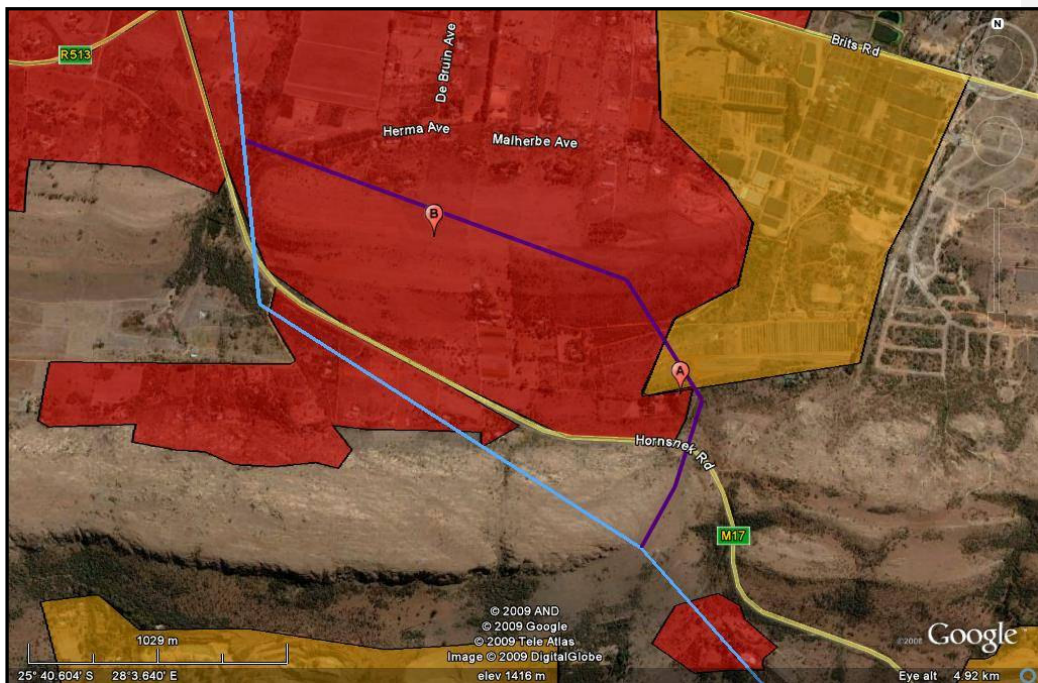 N
Brits Rd
R513
De Bruin Ave
Herma Ave
Malherbe Ave
B
A
Hornsnek Rd
M17
© 2009 AND
© 2009 Google
© 2009 Tele Atlas
Image © 2009 DigitalGlobe
1029 m
Google
25° 40.604' S 28° 3.640' E
elev 1416 m
Eye alt 4.92 km